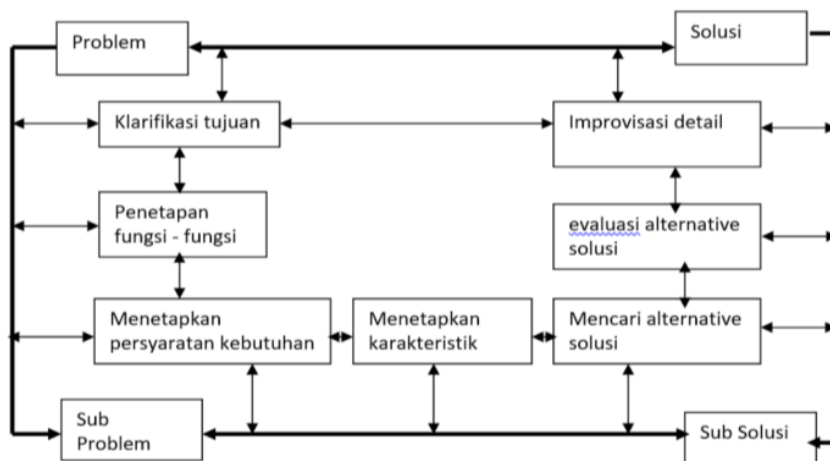 Problem
Solusi
Klarifikasi tujuan
Improvisasi detail
Penetapan
fungsi - fungsi
evaluasi alternative
solusi
Menetapkan
persyaratan kebutuhan
Menetapkan
karakteristik
Mencari alternative
solusi
Sub
Problem
Sub Solusi